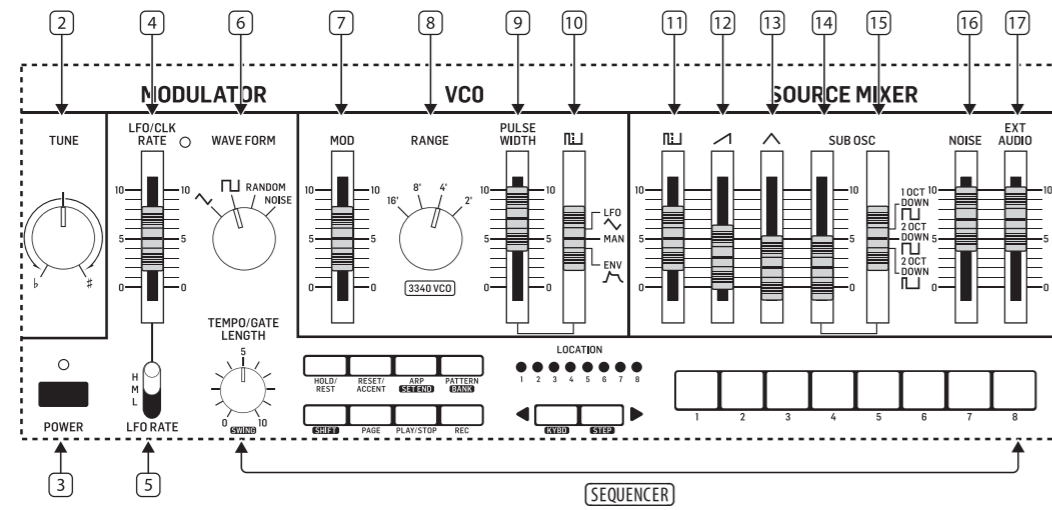 2 4 6 7 8 9 10 11 12 13 14 15 16 17
MODULATOR VCO SOURCE MIXER
TUNE
♭ ♯
LFO/CLK
RATE
10 10
5 5
0 0
WAVE FORM
RANDOM
NOISE
MOD
10 10
5 5
0 0
RANGE
16' 8' 4' 2'
3340 VCO
PULSE
WIDTH
10
5
0
LFO
MAN
ENV
10 10
5 5
0 0
SUB OSC
1 OCT
DOWN
2 OCT
DOWN
2 OCT
DOWN
NOISE
EXT
AUDIO
10 10
5 5
0 0
POWER
H
M
L
LFO RATE
TEMPO/GATE
LENGTH
5
0 10
SWING
HOLD/
REST
RESET/
ACCENT
ARP
SET END
PATTERN
BANK
SHIFT PAGE PLAY/STOP REC
LOCATION
1 2 3 4 5 6 7 8
KYBD STEP
1 2 3 4 5 6 7 8
3 5
SEQUENCER